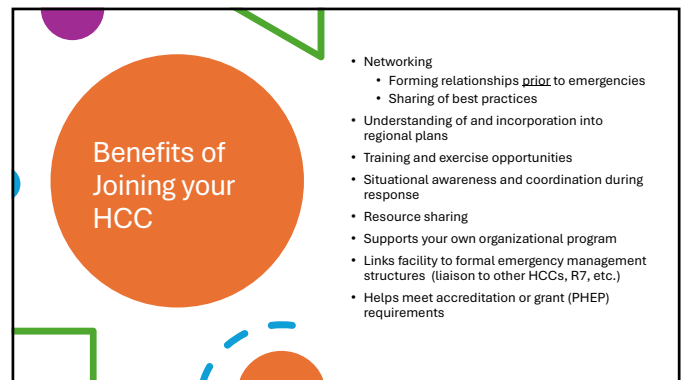 Benefits of
Joining your
HCC
• Networking
• Forming relationships prior to emergencies
• Sharing of best practices
• Understanding of and incorporation into
regional plans
• Training and exercise opportunities
• Situational awareness and coordination during
response
• Resource sharing
• Supports your own organizational program
• Links facility to formal emergency management
structures (liaison to other HCCs, R7, etc.)
• Helps meet accreditation or grant (PHEP)
requirements